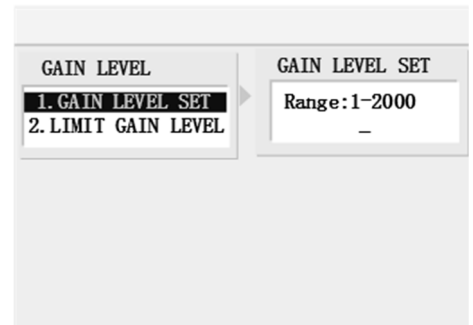 GAIN LEVEL
1.GAIN LEVEL SET
2.LIMIT GAIN LEVEL
GAIN LEVEL SET
Range:1-2000
_